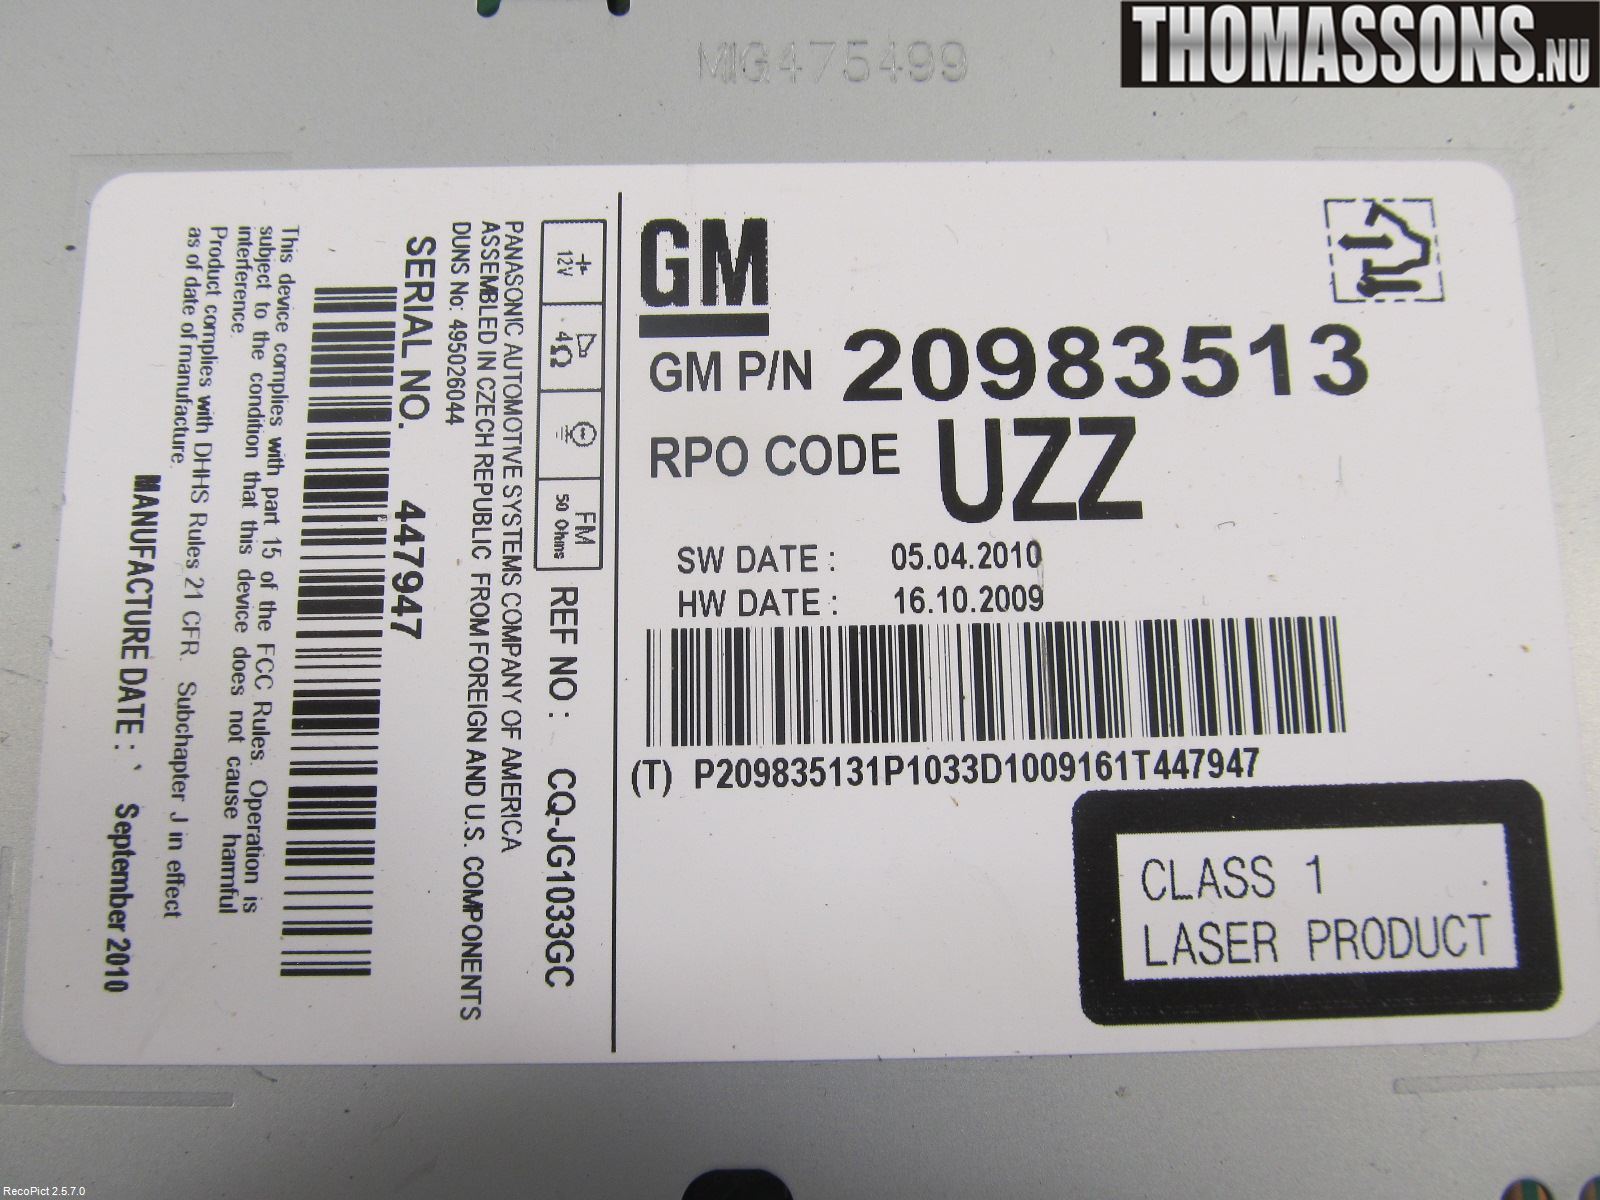 MIG475499
THOMASSONS.NU
GM
GM P/N 20983513
RPO CODE UZZ
SW DATE : 05.04.2010
HW DATE : 16.10.2009
(T) P209835131P1033D1009161T447947
CLASS 1
LASER PRODUCT
12V
4Ω
FM
50 Ohms
REF NO : CQ-JG1033GC
PANASONIC AUTOMOTIVE SYSTEMS COMPANY OF AMERICA
ASSEMBLED IN CZECH REPUBLIC FROM FOREIGN AND U.S. COMPONENTS
DUNS No: 495026044
SERIAL NO. 447947
This device complies with part 15 of the FCC Rules. Operation is
subject to the condition that this device does not cause harmful
interference.
Product complies with DHHS Rules 21 CFR. Subchapter J in effect
as of date of manufacture.
MANUFACTURE DATE : September 2010
RecoPict 2.5.7.0